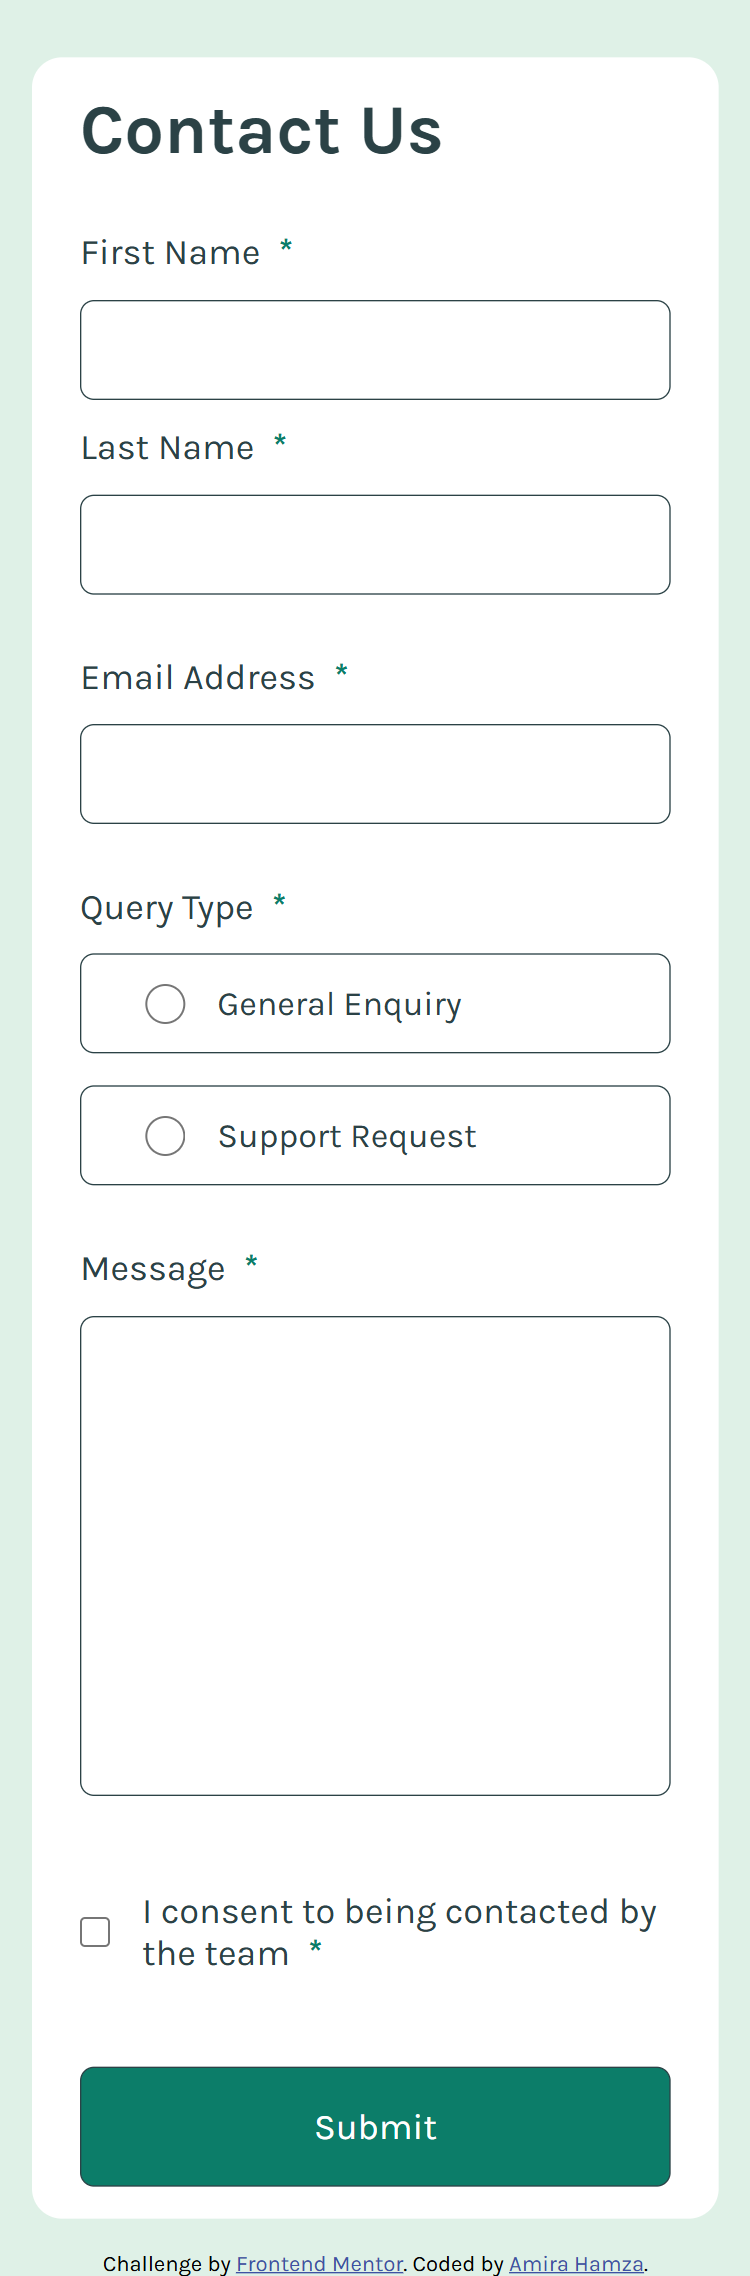 Contact Us
First Name *
Last Name *
Email Address *
Query Type *
General Enquiry
Support Request
Message *
I consent to being contacted by
the team *
Submit
Challenge by Frontend Mentor. Coded by Amira Hamza.